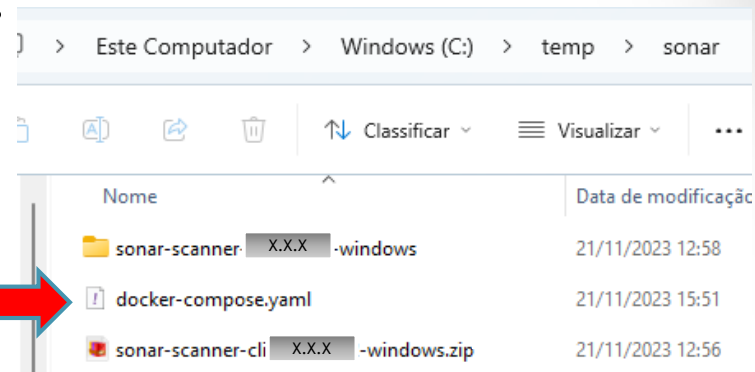 > Este Computador > Windows (C:) > temp > sonar
Classificar Visualizar ...
Nome Data de modificação
sonar-scanner- X.X.X -windows 21/11/2023 12:58
docker-compose.yaml 21/11/2023 15:51
sonar-scanner-cli X.X.X -windows.zip 21/11/2023 12:56